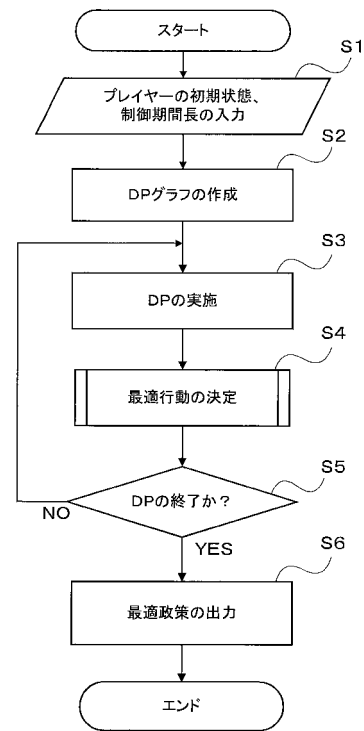 スタート
S1
プレイヤーの初期状態、
制御期間長の入力
S2
DPグラフの作成
S3
DPの実施
S4
最適行動の決定
S5
DPの終了か？
NO
YES
S6
最適政策の出力
エンド